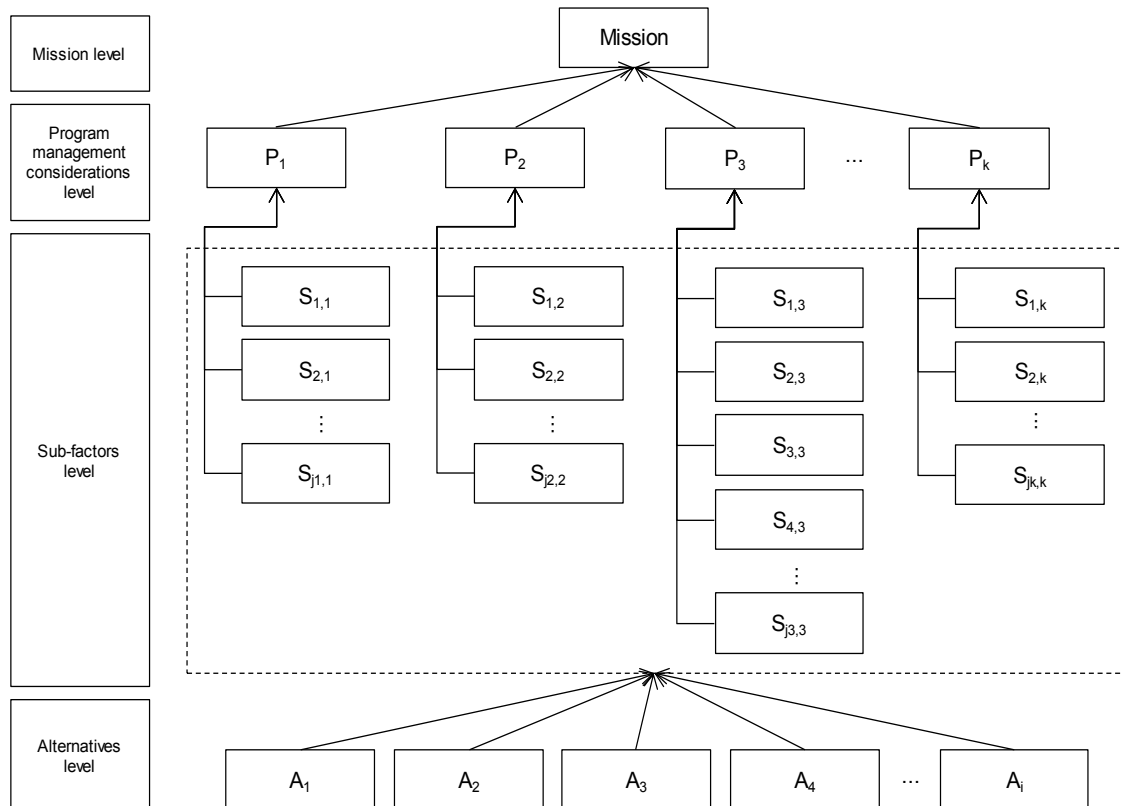 Mission level
Mission
Program
management
considerations
level
P1
P2
P3
...
Pk
Sub-factors
level
S1,1
S2,1
⋮
Sj1,1
S1,2
S2,2
⋮
Sj2,2
S1,3
S2,3
S3,3
S4,3
⋮
Sj3,3
S1,k
S2,k
⋮
Sjk,k
Alternatives
level
A1
A2
A3
A4
...
Ai